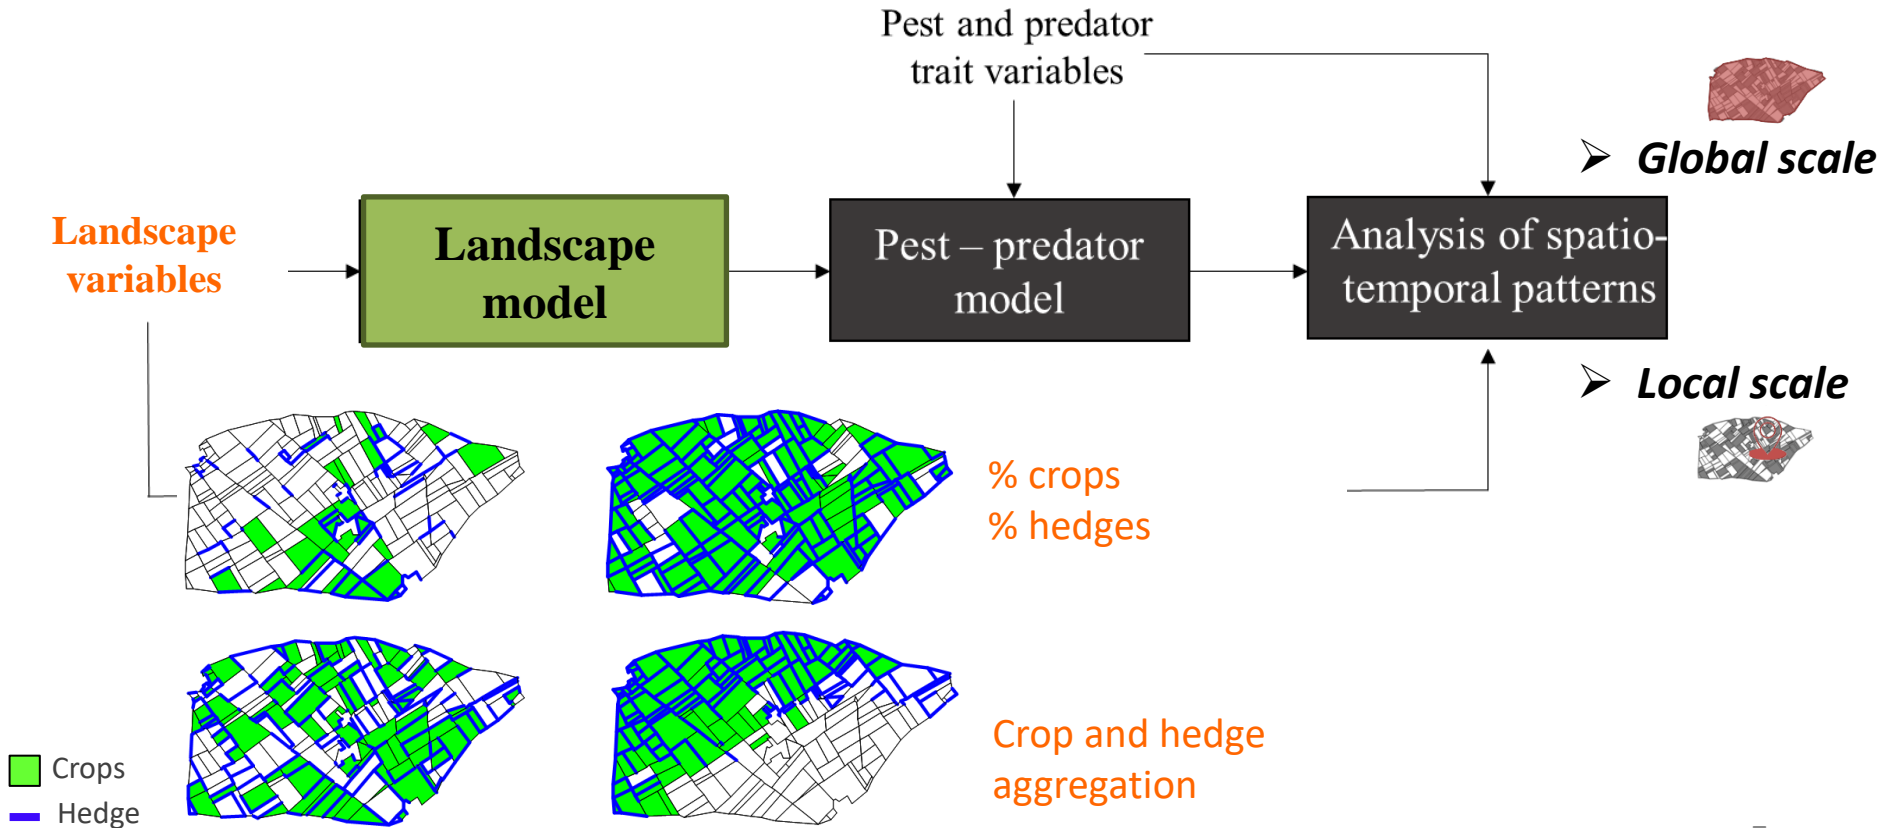 Pest and predator
trait variables
➢ Global scale
Landscape
variables
Landscape
model
Pest – predator
model
Analysis of spatio-
temporal patterns
➢ Local scale
% crops
% hedges
Crop and hedge
aggregation
Crops
Hedge